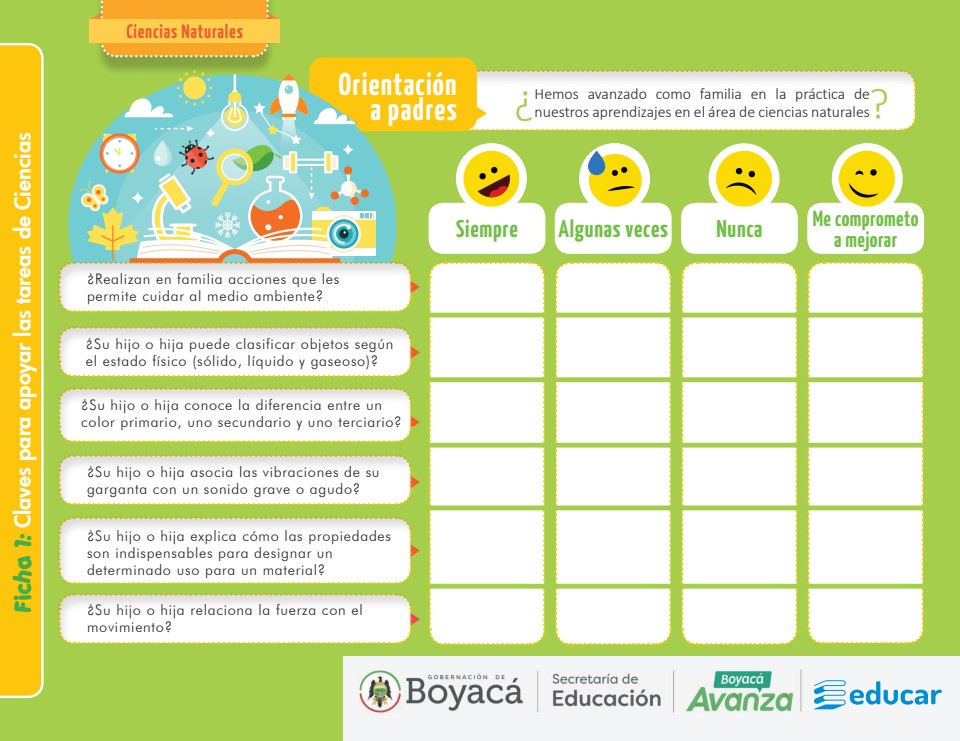 Ciencias Naturales
Ficha 1: Claves para apoyar las tareas de Ciencias
Orientación
a padres
¿Hemos avanzado como familia en la práctica de
nuestros aprendizajes en el área de ciencias naturales?
Siempre
Algunas veces
Nunca
Me comprometo
a mejorar
¿Realizan en familia acciones que les
permite cuidar al medio ambiente?
¿Su hijo o hija puede clasificar objetos según
el estado físico (sólido, líquido y gaseoso)?
¿Su hijo o hija conoce la diferencia entre un
color primario, uno secundario y uno terciario?
¿Su hijo o hija asocia las vibraciones de su
garganta con un sonido grave o agudo?
¿Su hijo o hija explica cómo las propiedades
son indispensables para designar un
determinado uso para un material?
¿Su hijo o hija relaciona la fuerza con el
movimiento?
GOBERNACIÓN DE
Boyacá
Secretaría de
Educación
Boyacá
Avanza
educar